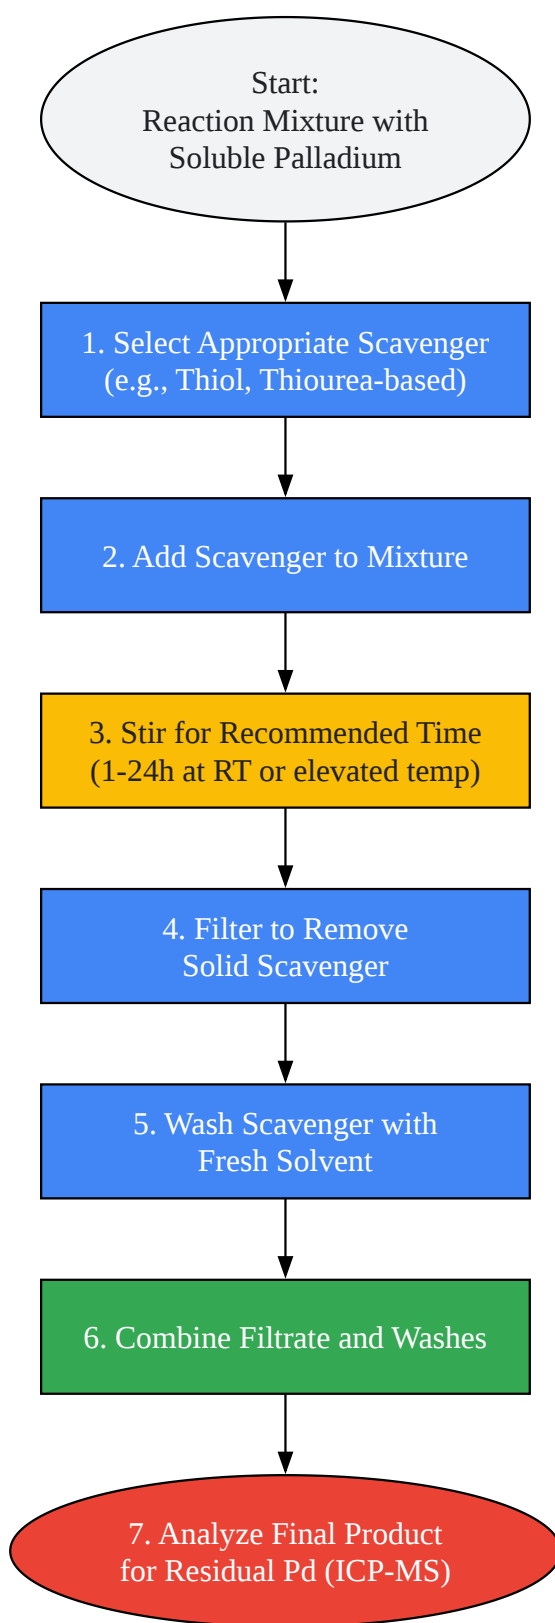 Start:
Reaction Mixture with
Soluble Palladium
1. Select Appropriate Scavenger
(e.g., Thiol, Thiourea-based)
2. Add Scavenger to Mixture
3. Stir for Recommended Time
(1-24h at RT or elevated temp)
4. Filter to Remove
Solid Scavenger
5. Wash Scavenger with
Fresh Solvent
6. Combine Filtrate and Washes
7. Analyze Final Product
for Residual Pd (ICP-MS)